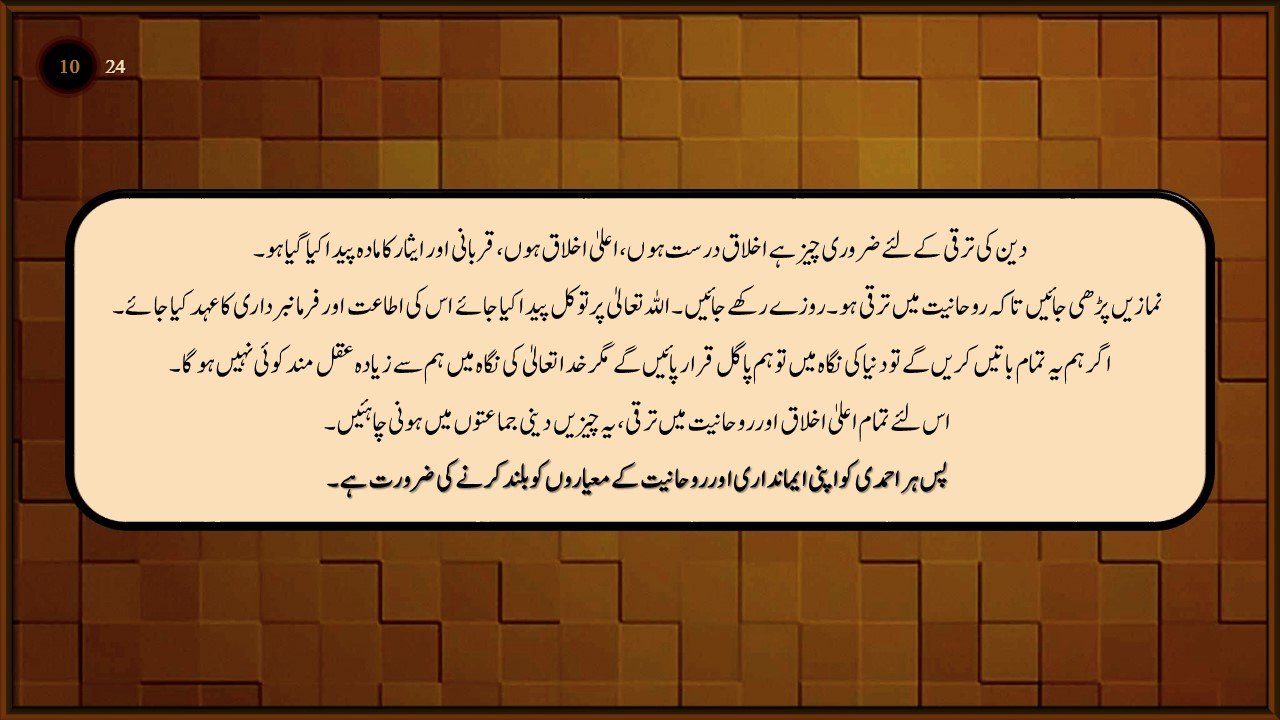 10 24
دین کی ترقی کے لئے ضروری چیز ہے اخلاق درست ہوں،اعلیٰ اخلاق ہوں، قربانی اور ایثار کا مادہ پیدا کیا گیا ہو۔
نمازیں پڑھی جائیں تا کہ روحانیت میں ترقی ہو۔روزے رکھے جائیں۔اللہ تعالیٰ پر توکل پیدا کیا جائے اس کی اطاعت اور فرمانبرداری کا عہد کیا جائے۔
اگر ہم یہ تمام باتیں کریں گے تو دنیا کی نگاہ میں تو ہم پاگل قرار پائیں گے مگر خدا تعالیٰ کی نگاہ میں ہم سے زیادہ عقل مند کوئی نہیں ہو گا۔
اس لئے تمام اعلیٰ اخلاق اور روحانیت میں ترقی، یہ چیزیں دینی جماعتوں میں ہونی چاہئیں۔
پس ہر احمدی کو اپنی ایمانداری اور روحانیت کے معیاروں کو بلند کرنے کی ضرورت ہے۔